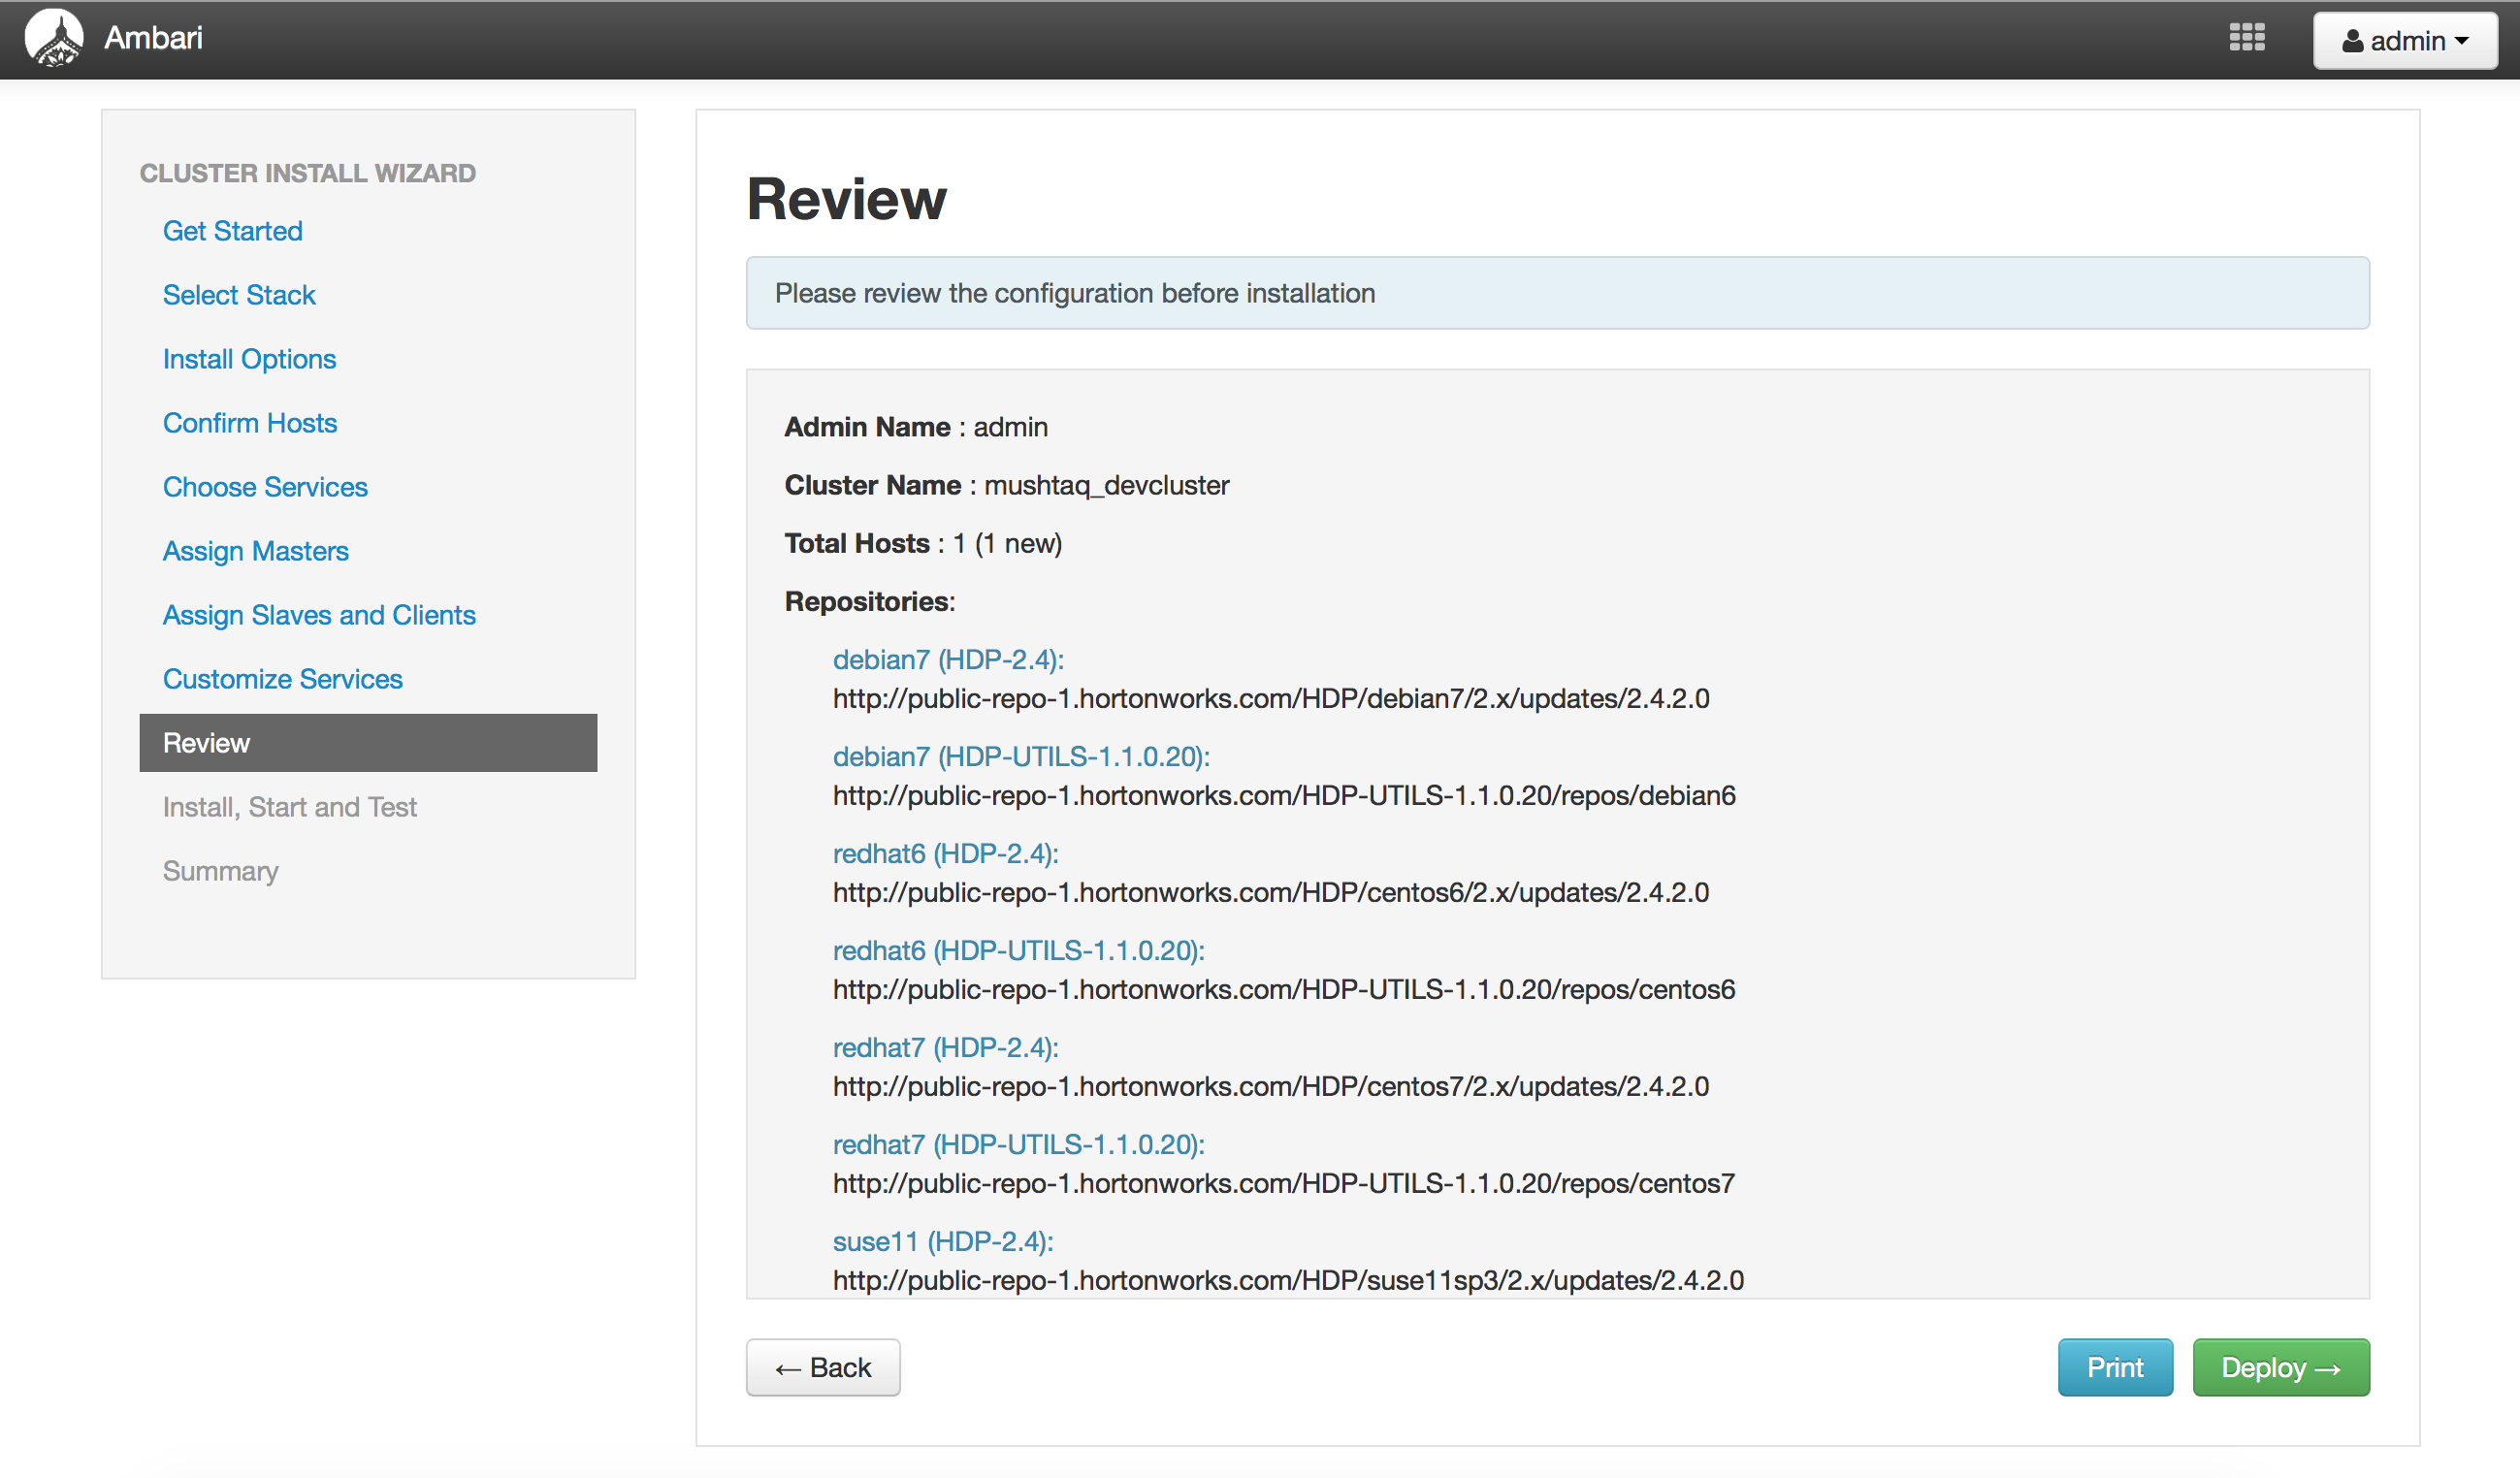 Ambari
admin
CLUSTER INSTALL WIZARD
Get Started
Select Stack
Install Options
Confirm Hosts
Choose Services
Assign Masters
Assign Slaves and Clients
Customize Services
Review
Install, Start and Test
Summary
Review
Please review the configuration before installation
Admin Name : admin
Cluster Name : mushtaq_devcluster
Total Hosts : 1 (1 new)
Repositories:
debian7 (HDP-2.4):
http://public-repo-1.hortonworks.com/HDP/debian7/2.x/updates/2.4.2.0
debian7 (HDP-UTILS-1.1.0.20):
http://public-repo-1.hortonworks.com/HDP-UTILS-1.1.0.20/repos/debian6
redhat6 (HDP-2.4):
http://public-repo-1.hortonworks.com/HDP/centos6/2.x/updates/2.4.2.0
redhat6 (HDP-UTILS-1.1.0.20):
http://public-repo-1.hortonworks.com/HDP-UTILS-1.1.0.20/repos/centos6
redhat7 (HDP-2.4):
http://public-repo-1.hortonworks.com/HDP/centos7/2.x/updates/2.4.2.0
redhat7 (HDP-UTILS-1.1.0.20):
http://public-repo-1.hortonworks.com/HDP-UTILS-1.1.0.20/repos/centos7
suse11 (HDP-2.4):
http://public-repo-1.hortonworks.com/HDP/suse11sp3/2.x/updates/2.4.2.0
← Back
Print
Deploy →